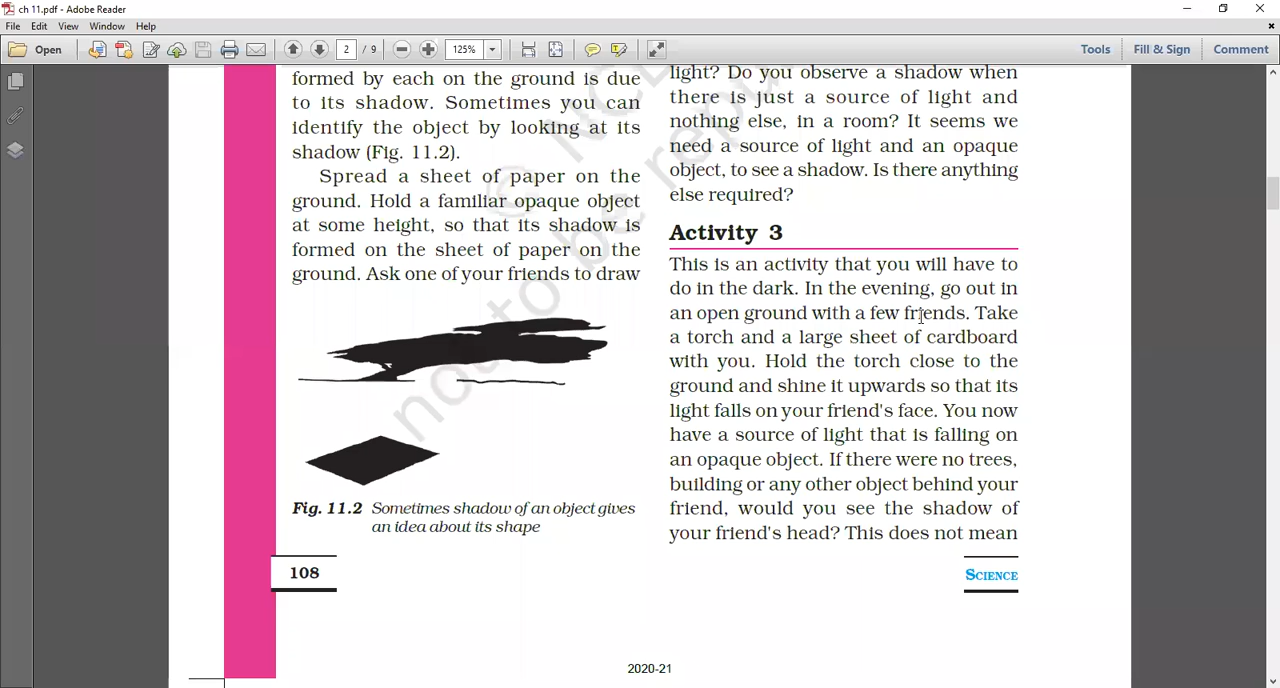 ch 11.pdf - Adobe Reader
File Edit View Window Help
Open 2 / 9 125% Tools Fill & Sign Comment
formed by each on the ground is due
to its shadow. Sometimes you can
identify the object by looking at its
shadow (Fig. 11.2).
Spread a sheet of paper on the
ground. Hold a familiar opaque object
at some height, so that its shadow is
formed on the sheet of paper on the
ground. Ask one of your friends to draw
Fig. 11.2 Sometimes shadow of an object gives
an idea about its shape
108
light? Do you observe a shadow when
there is just a source of light and
nothing else, in a room? It seems we
need a source of light and an opaque
object, to see a shadow. Is there anything
else required?
Activity 3
This is an activity that you will have to
do in the dark. In the evening, go out in
an open ground with a few friends. Take
a torch and a large sheet of cardboard
with you. Hold the torch close to the
ground and shine it upwards so that its
light falls on your friend's face. You now
have a source of light that is falling on
an opaque object. If there were no trees,
building or any other object behind your
friend, would you see the shadow of
your friend's head? This does not mean
SCIENCE
2020-21
© NC
not to be repu